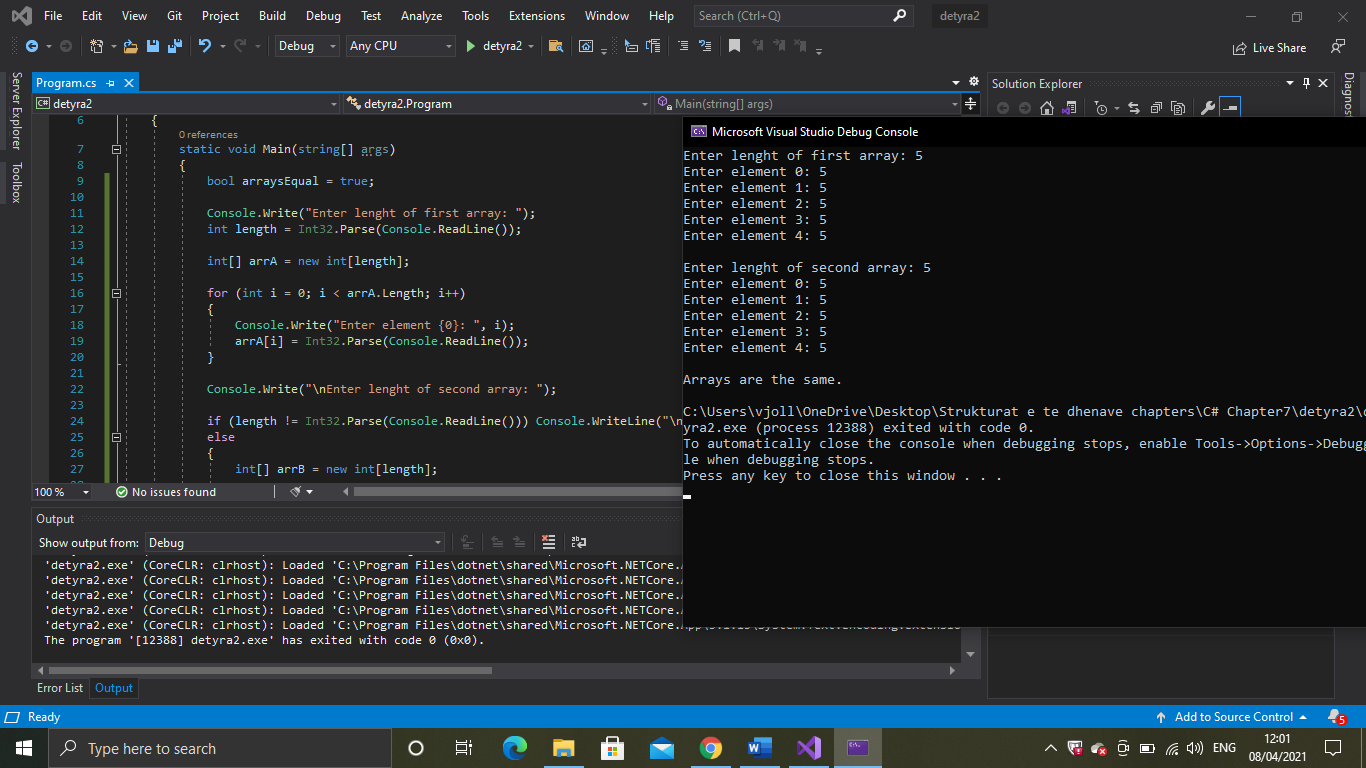 File Edit View Git Project Build Debug Test Analyze Tools Extensions Window Help Search (Ctrl+Q) detyra2
Debug Any CPU detyra2 Live Share
Server Explorer
Toolbox
Program.cs
detyra2 detyra2.Program Main(string[] args)
6 {
0 references
7 static void Main(string[] args)
8 {
9 bool arraysEqual = true;
10
11 Console.Write("Enter lenght of first array: ");
12 int length = Int32.Parse(Console.ReadLine());
13
14 int[] arrA = new int[length];
15
16 for (int i = 0; i < arrA.Length; i++)
17 {
18 Console.Write("Enter element {0}: ", i);
19 arrA[i] = Int32.Parse(Console.ReadLine());
20 }
21
22 Console.Write("\nEnter lenght of second array: ");
23
24 if (length != Int32.Parse(Console.ReadLine())) Console.WriteLine("\n
25 else
26 {
27 int[] arrB = new int[length];
100 % No issues found
Solution Explorer
Diagnos
Microsoft Visual Studio Debug Console
Enter lenght of first array: 5
Enter element 0: 5
Enter element 1: 5
Enter element 2: 5
Enter element 3: 5
Enter element 4: 5
Enter lenght of second array: 5
Enter element 0: 5
Enter element 1: 5
Enter element 2: 5
Enter element 3: 5
Enter element 4: 5
Arrays are the same.
C:\Users\vjoll\OneDrive\Desktop\Strukturat e te dhenave chapters\C# Chapter7\detyra2\
yra2.exe (process 12388) exited with code 0.
To automatically close the console when debugging stops, enable Tools->Options->Debugg
le when debugging stops.
Press any key to close this window . . .
Output
Show output from: Debug
'detyra2.exe' (CoreCLR: clrhost): Loaded 'C:\Program Files\dotnet\shared\Microsoft.NETCore.
'detyra2.exe' (CoreCLR: clrhost): Loaded 'C:\Program Files\dotnet\shared\Microsoft.NETCore.
'detyra2.exe' (CoreCLR: clrhost): Loaded 'C:\Program Files\dotnet\shared\Microsoft.NETCore.
'detyra2.exe' (CoreCLR: clrhost): Loaded 'C:\Program Files\dotnet\shared\Microsoft.NETCore.
'detyra2.exe' (CoreCLR: clrhost): Loaded 'C:\Program Files\dotnet\shared\Microsoft.NETCore.
The program '[12388] detyra2.exe' has exited with code 0 (0x0).
Error List Output
Ready Add to Source Control 5
Type here to search ENG 12:01
08/04/2021